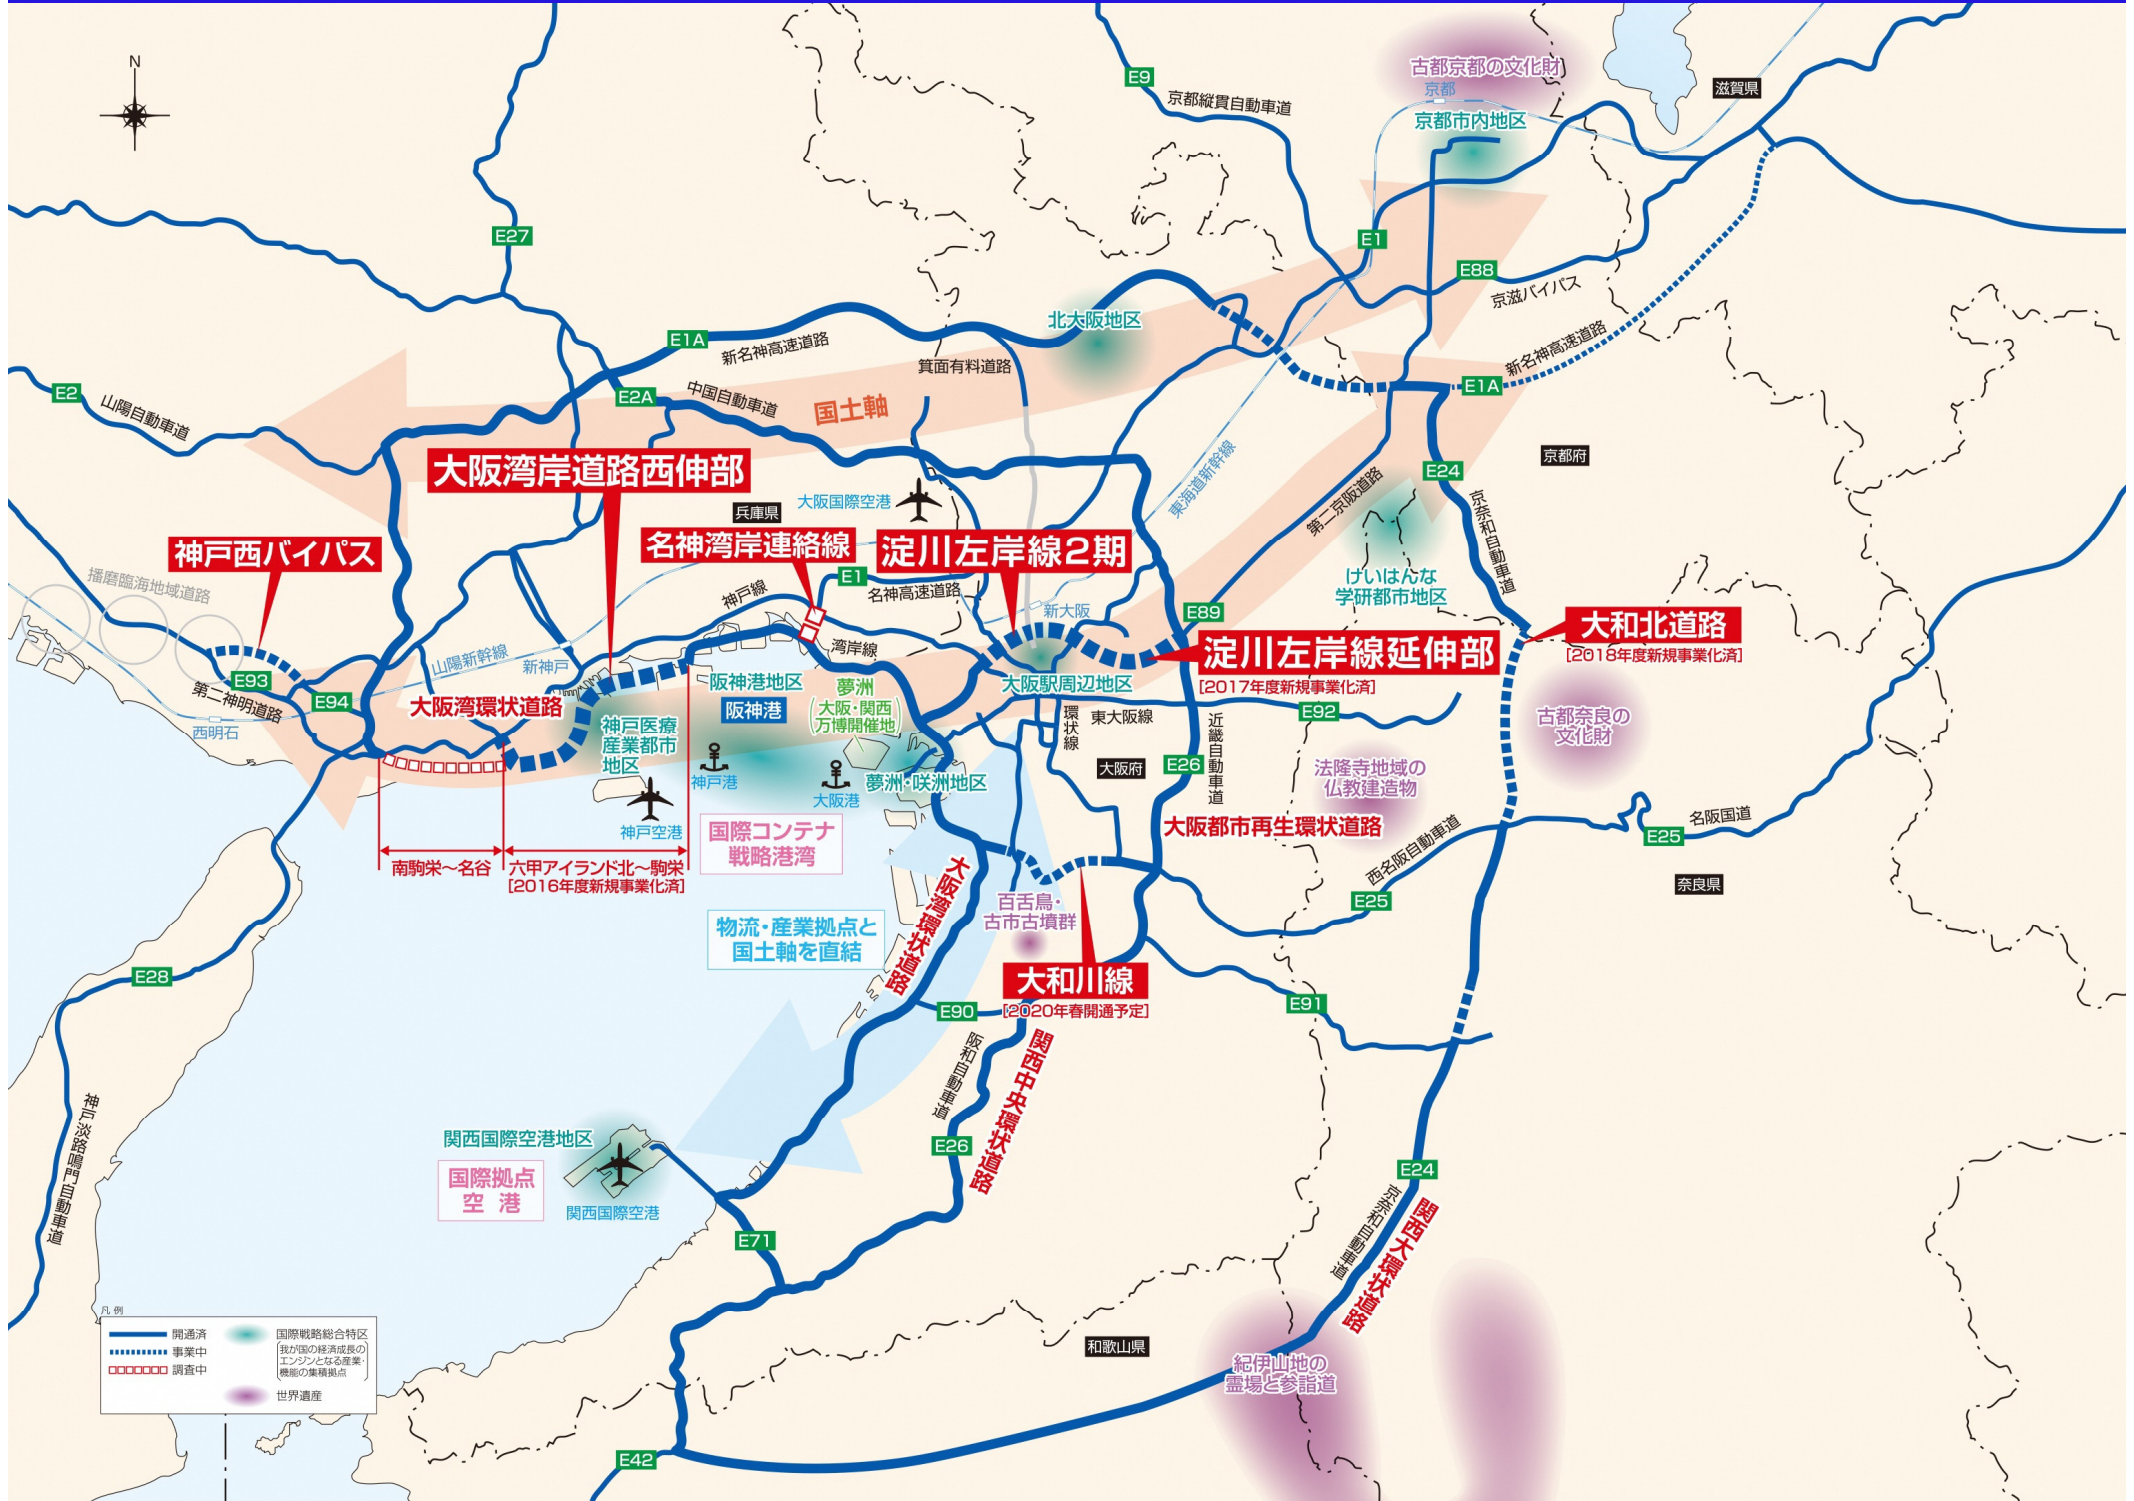 N
E9
京都縦貫自動車道
古都京都の文化財
京都
京都市内地区
滋賀県
E27
E1
E88
京滋バイパス
北大阪地区
E1A
新名神高速道路
箕面有料道路
新名神高速道路
E1A
E2
山陽自動車道
E2A
中国自動車道
国土軸
東海道新幹線
第二京阪道路
E24
京奈和自動車道
京都府
大阪湾岸道路西伸部
兵庫県
大阪国際空港
名神湾岸連絡線
淀川左岸線2期
神戸西バイパス
播磨臨海地域道路
神戸線
E1
名神高速道路
新大阪
けいはんな
学研都市地区
E89
大和北道路
[2018年度新規事業化済]
淀川左岸線延伸部
[2017年度新規事業化済]
湾岸線
山陽新幹線
新神戸
E93
第二神明道路
E94
西明石
大阪湾環状道路
阪神港地区
阪神港
夢洲
(大阪・関西
万博開催地)
大阪駅周辺地区
環状線
東大阪線
E92
近畿自動車道
古都奈良の
文化財
神戸医療
産業都市
地区
神戸港
大阪港
夢洲・咲洲地区
大阪府
E26
法隆寺地域の
仏教建造物
神戸空港
国際コンテナ
戦略港湾
大阪都市再生環状道路
西名阪自動車道
E25
名阪国道
南駒栄～名谷
六甲アイランド北～駒栄
[2016年度新規事業化済]
大阪湾環状道路
百舌鳥・
古市古墳群
E25
奈良県
物流・産業拠点と
国土軸を直結
E28
大和川線
[2020年春開通予定]
E90
E91
阪和自動車道
関西中央環状道路
神戸淡路鳴門自動車道
関西国際空港地区
国際拠点
空 港
関西国際空港
E26
E24
京奈和自動車道
関西大環状道路
E71
凡 例
開通済
事業中
調査中
国際戦略総合特区
(我が国の経済成長の
エンジンとなる産業・
機能の集積拠点)
世界遺産
和歌山県
紀伊山地の
霊場と参詣道
E42